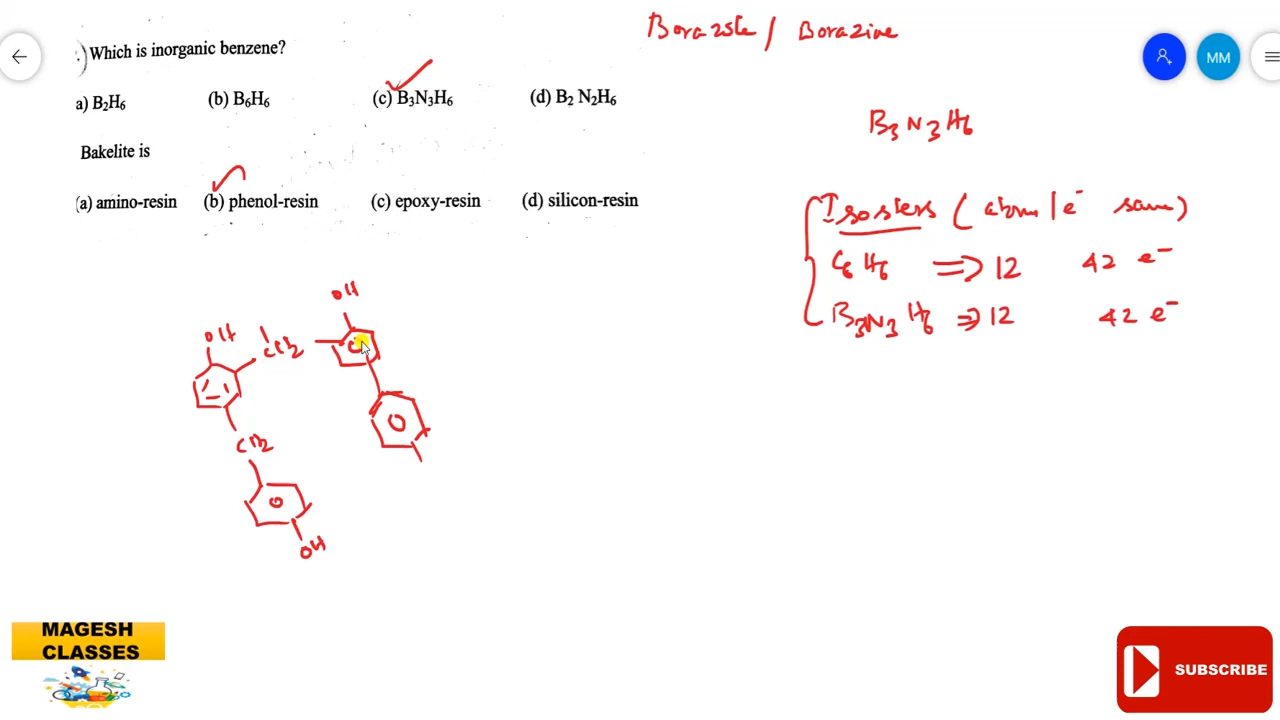 Borazole / Borazine
.) Which is inorganic benzene?
a) B₂H₆ (b) B₆H₆ (c) B₃N₃H₆ (d) B₂ N₂H₆
B₃N₃H₆
Bakelite is
(a) amino-resin (b) phenol-resin (c) epoxy-resin (d) silicon-resin
Isosters (atom / e⁻ same)
C₆H₆ ⇒ 12 42 e⁻
B₃N₃H₆ ⇒ 12 42 e⁻
OH
OH
CH₂
CH₂
OH
MM
MAGESH
CLASSES
SUBSCRIBE